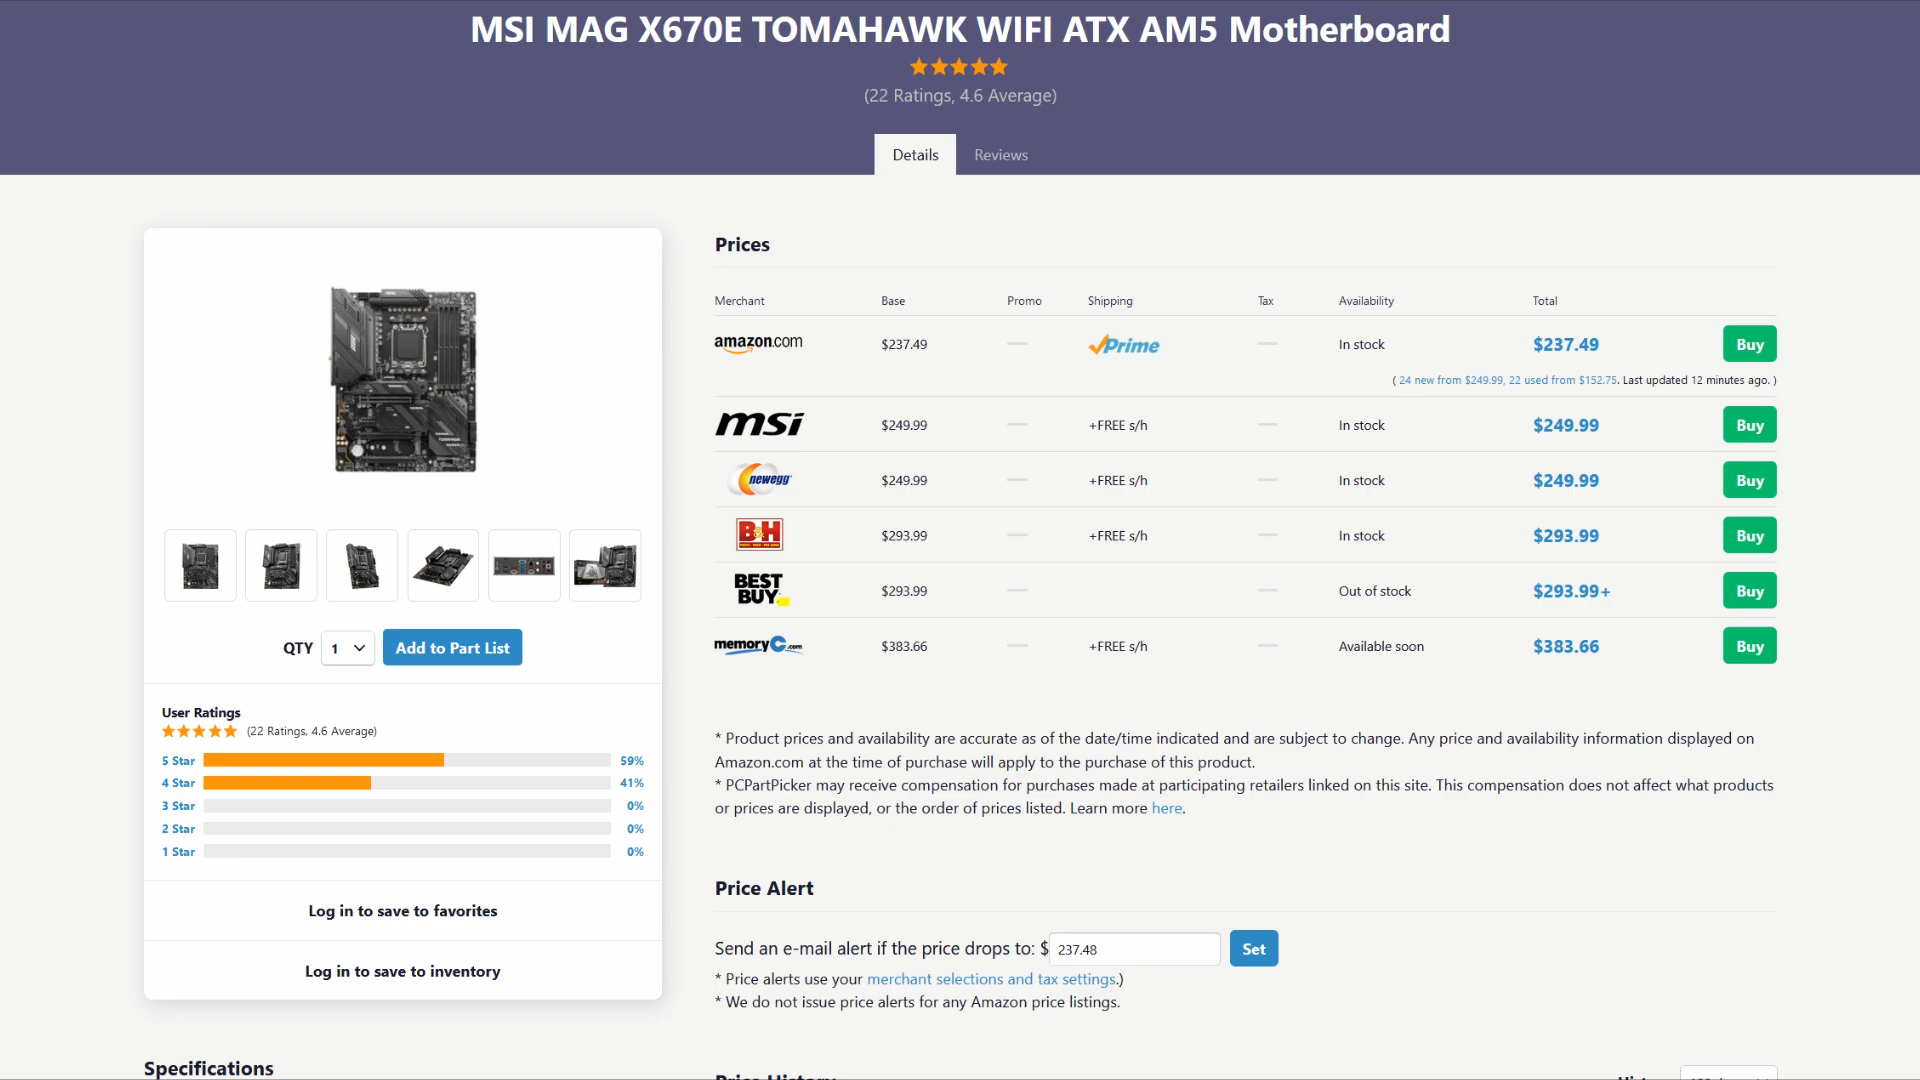 MSI MAG X670E TOMAHAWK WIFI ATX AM5 Motherboard
(22 Ratings, 4.6 Average)
Details Reviews
Prices
Merchant Base Promo Shipping Tax Availability Total
amazon.com $237.49 Prime In stock $237.49 Buy
( 24 new from $249.99, 22 used from $152.75. Last updated 12 minutes ago. )
msi $249.99 +FREE s/h In stock $249.99 Buy
newegg $249.99 +FREE s/h In stock $249.99 Buy
B&H $293.99 +FREE s/h In stock $293.99 Buy
BEST BUY $293.99 Out of stock $293.99+ Buy
memoryC.com $383.66 +FREE s/h Available soon $383.66 Buy
QTY 1 Add to Part List
User Ratings
(22 Ratings, 4.6 Average)
5 Star 59%
4 Star 41%
3 Star 0%
2 Star 0%
1 Star 0%
Log in to save to favorites
Log in to save to inventory
* Product prices and availability are accurate as of the date/time indicated and are subject to change. Any price and availability information displayed on
Amazon.com at the time of purchase will apply to the purchase of this product.
* PCPartPicker may receive compensation for purchases made at participating retailers linked on this site. This compensation does not affect what products
or prices are displayed, or the order of prices listed. Learn more here.
Price Alert
Send an e-mail alert if the price drops to: $ 237.48 Set
* Price alerts use your merchant selections and tax settings.)
* We do not issue price alerts for any Amazon price listings.
Specifications
Price History